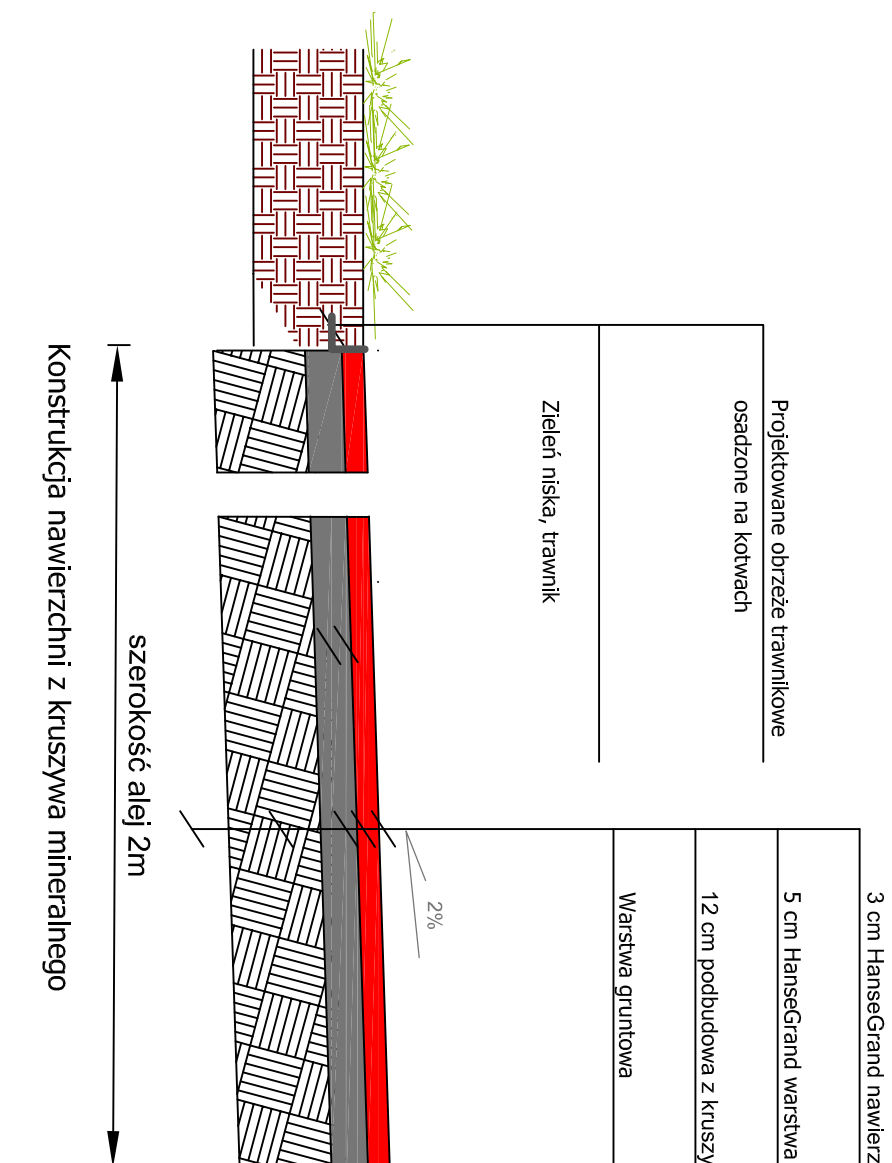 3 cm HanseGrand nawierz
5 cm HanseGrand warstwa
12 cm podbudowa z kruszy
Warstwa gruntowa
Projektowane obrzeże trawnikowe
osadzone na kotwach
Zieleń niska, trawnik
2%
szerokość alej 2m
Konstrukcja nawierzchni z kruszywa mineralnego